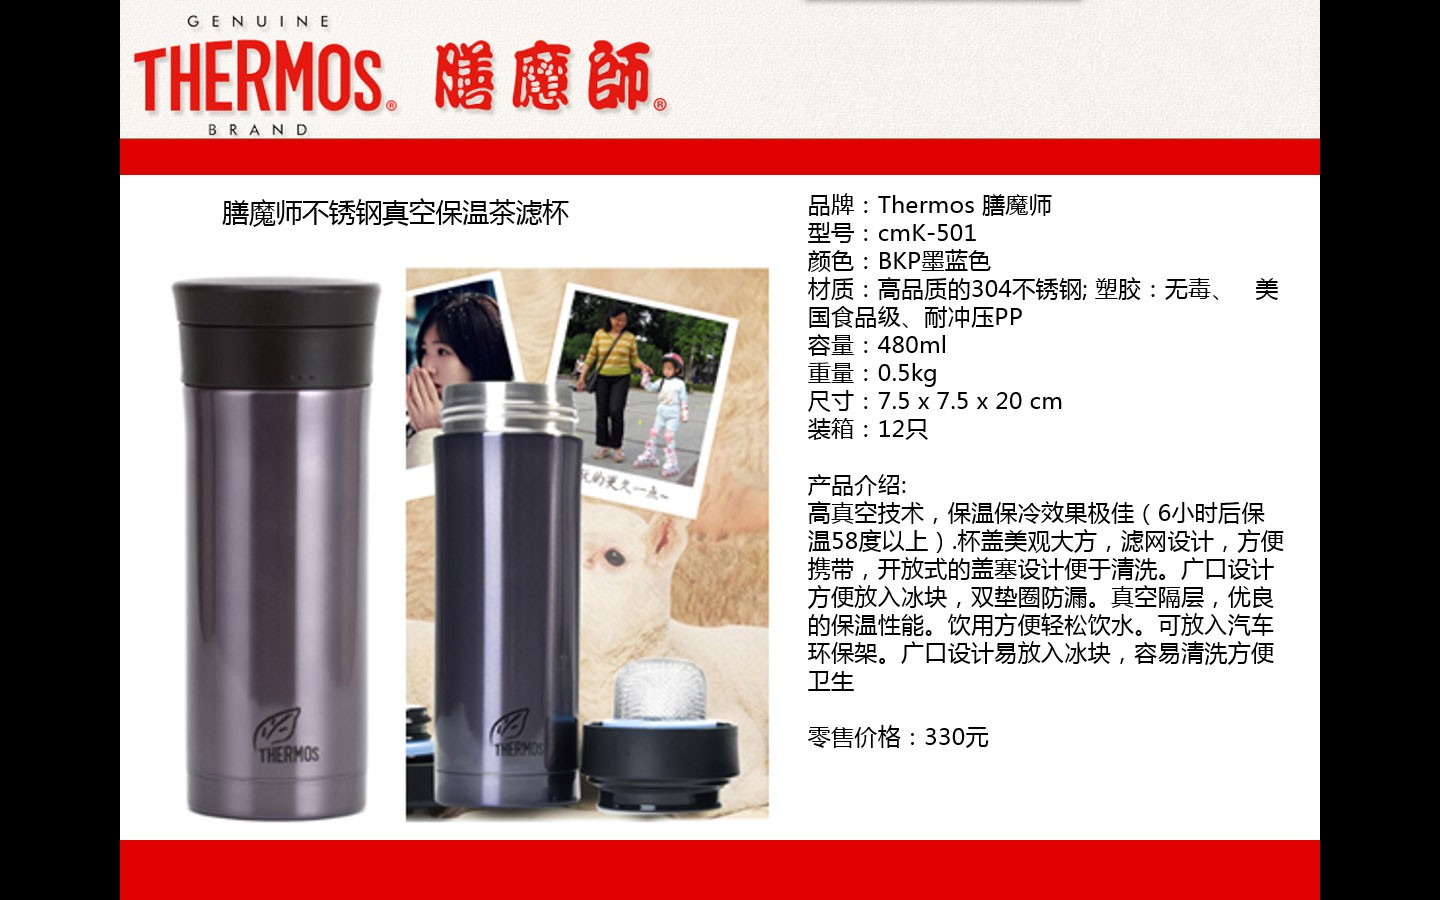 GENUINE
THERMOS® 膳魔師®
BRAND
膳魔师不锈钢真空保温茶滤杯
品牌：Thermos 膳魔师
型号：cmK-501
颜色：BKP墨蓝色
材质：高品质的304不锈钢; 塑胶：无毒、 美
国食品级、耐冲压PP
容量：480ml
重量：0.5kg
尺寸：7.5 x 7.5 x 20 cm
装箱：12只
产品介绍:
高真空技术，保温保冷效果极佳（6小时后保
温58度以上）.杯盖美观大方，滤网设计，方便
携带，开放式的盖塞设计便于清洗。广口设计
方便放入冰块，双垫圈防漏。真空隔层，优良
的保温性能。饮用方便轻松饮水。可放入汽车
环保架。广口设计易放入冰块，容易清洗方便
卫生
零售价格：330元
玩的更久一点~
THERMOS
THERMOS